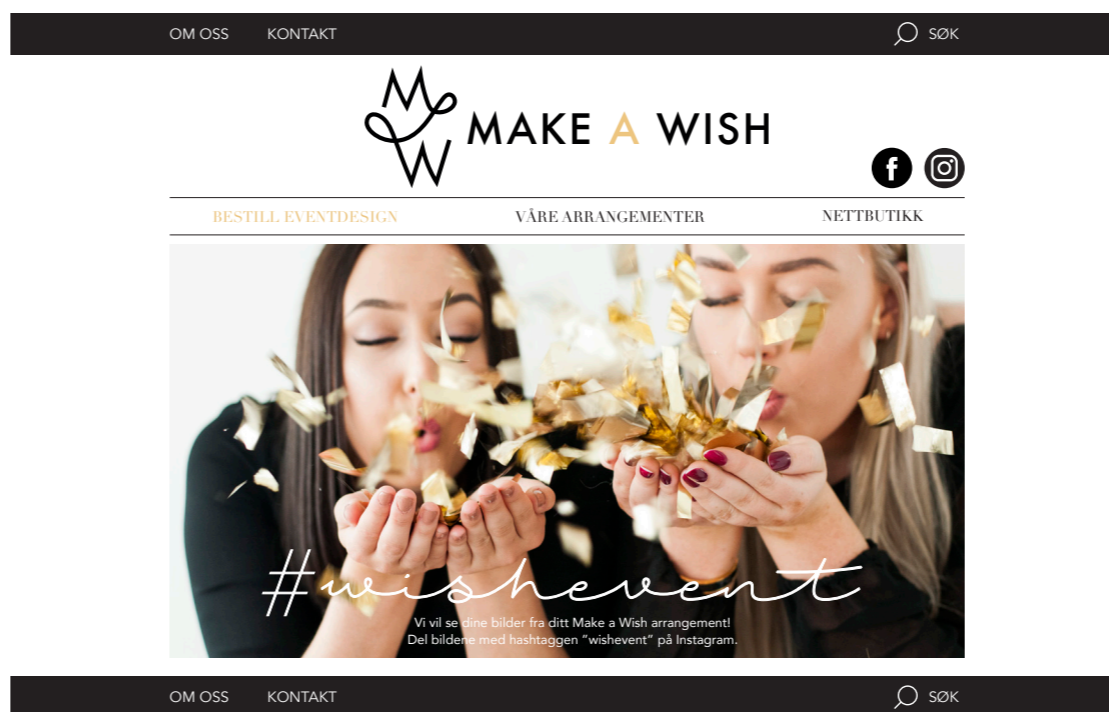 OM OSS KONTAKT SØK
MW MAKE A WISH
BESTILL EVENTDESIGN VÅRE ARRANGEMENTER NETTBUTIKK
#wishevent
Vi vil se dine bilder fra ditt Make a Wish arrangement!
Del bildene med hashtaggen “wishevent” på Instagram.
OM OSS KONTAKT SØK